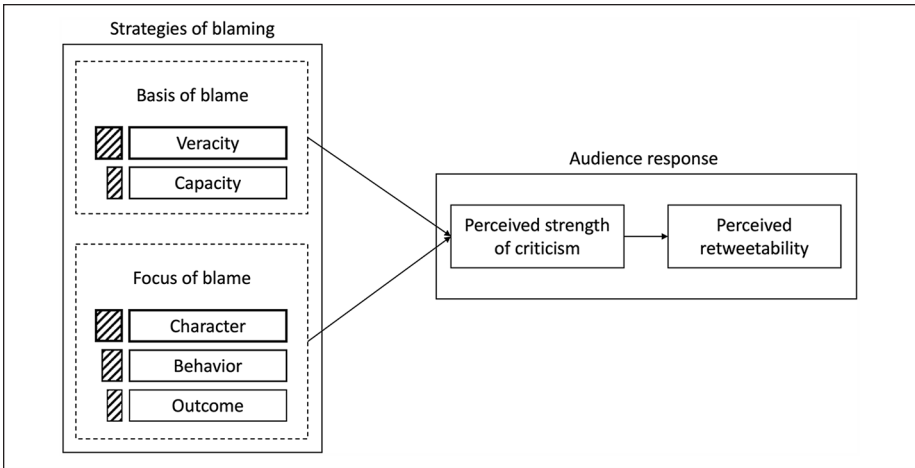 Strategies of blaming
Basis of blame
Veracity
Capacity
Focus of blame
Character
Behavior
Outcome
Audience response
Perceived strength
of criticism
Perceived
retweetability